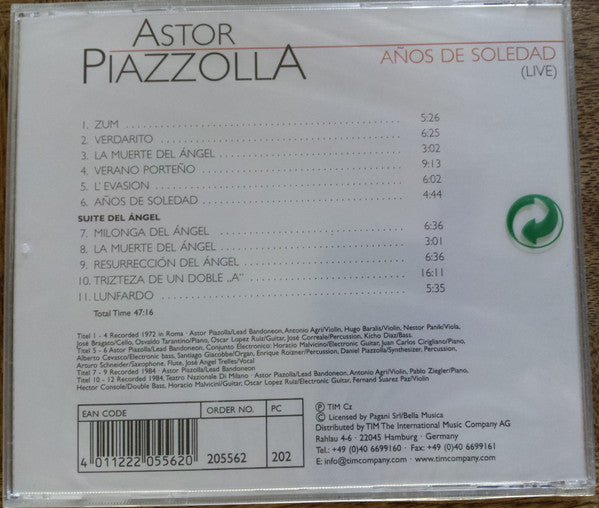 ASTOR
PIAZZOLLA
AÑOS DE SOLEDAD
(LIVE)
1. ZUM 5:26
2. VERDARITO 6:25
3. LA MUERTE DEL ÁNGEL 3:02
4. VERANO PORTEÑO 9:13
5. L' EVASION 6:02
6. AÑOS DE SOLEDAD 4:44
SUITE DEL ÁNGEL
7. MILONGA DEL ÁNGEL 6:36
8. LA MUERTE DEL ÁNGEL 3:01
9. RESURRECCIÓN DEL ÁNGEL 6:36
10. TRIZTEZA DE UN DOBLE „A" 16:11
11. LUNFARDO 5:35
Total Time 47:16
Titel 1 - 4 Recorded 1972 in Roma · Astor Piazolla/Lead Bandoneon, Antonio Agri/Violin, Hugo Baralis/Violin, Nestor Panik/Viola,
José Bragato/Cello, Osvaldo Tarantino/Piano, Oscar Lopez Ruiz/Guitar, José Correale/Percussion, Kicho Diaz/Bass.
Titel 5 - 6 Astor Piazzolla/Lead Bandoneon, Conjunto Electronico: Horacio Malvicino/Electronic Guitar, Juan Carlos Cirigliano/Piano,
Alberto Cevasco/Electronic bass, Santiago Giacobbe/Organ, Enrique Roizner/Percussion, Daniel Piazzolla/Synthesizer, Percussion,
Arturo Schneider/Saxophon, Flute, José Angel Trelles/Vocal
Titel 7 - 9 Recorded 1984 · Astor Piazzolla/Lead Bandoneon
Titel 10 - 12 Recorded 1984, Teatro Nazionale Di Milano · Astor Piazzolla/Lead Bandoneon, Antonio Agri/Violin, Pablo Ziegler/Piano,
Hector Console/Double Bass, Horacio Malvicini/Guitar, Oscar Lopez Ruiz/Electronic Guitar, Fernand Suarez Paz/Violin
EAN CODE ORDER NO. PC
4 011222 055620 205562 202
Ⓟ TIM Cz
© Licensed by Pagani Srl/Bella Musica
Distributed by TIM The International Music Company AG
Rahlau 4-6 · 22045 Hamburg · Germany
Tel.: +49 (0)40 6699160 · Fax: +49 (0)40 6699161
E: info@timcompany.com · www.timcompany.com